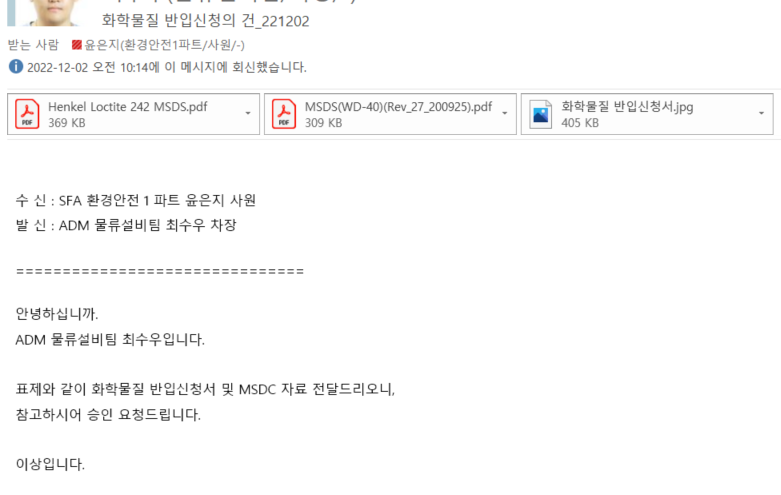 화학물질 반입신청의 건_221202
받는 사람 윤은지(환경안전1파트/사원/-)
2022-12-02 오전 10:14에 이 메시지에 회신했습니다.
Henkel Loctite 242 MSDS.pdf
369 KB
MSDS(WD-40)(Rev_27_200925).pdf
309 KB
화학물질 반입신청서.jpg
405 KB
수 신 : SFA 환경안전 1 파트 윤은지 사원
발 신 : ADM 물류설비팀 최수우 차장
===============================
안녕하십니까.
ADM 물류설비팀 최수우입니다.
표제와 같이 화학물질 반입신청서 및 MSDC 자료 전달드리오니,
참고하시어 승인 요청드립니다.
이상입니다.